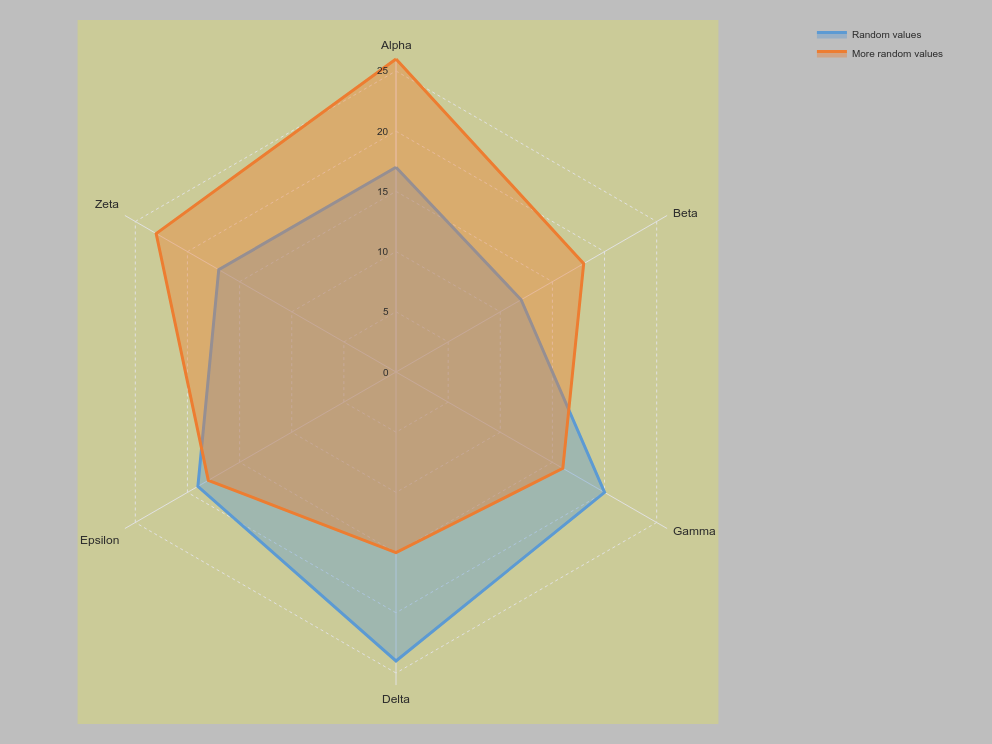 Alpha
Random values
More random values
25
20
15
10
5
0
Zeta
Beta
Epsilon
Gamma
Delta